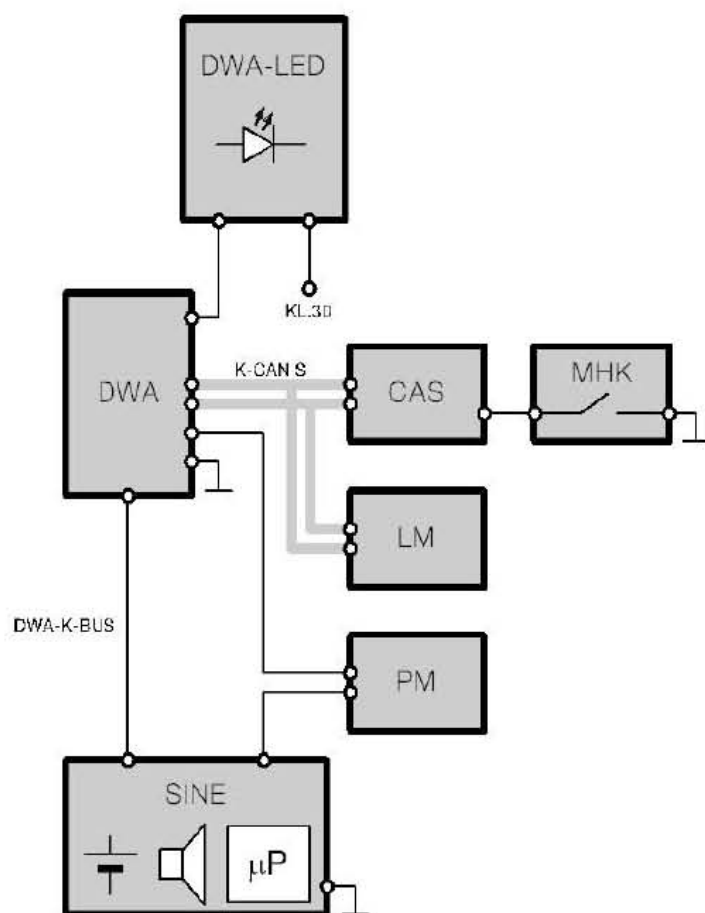 DWA-LED
KL.30
DWA
K-CAN S
CAS
MHK
LM
DWA-K-BUS
PM
SINE
µP